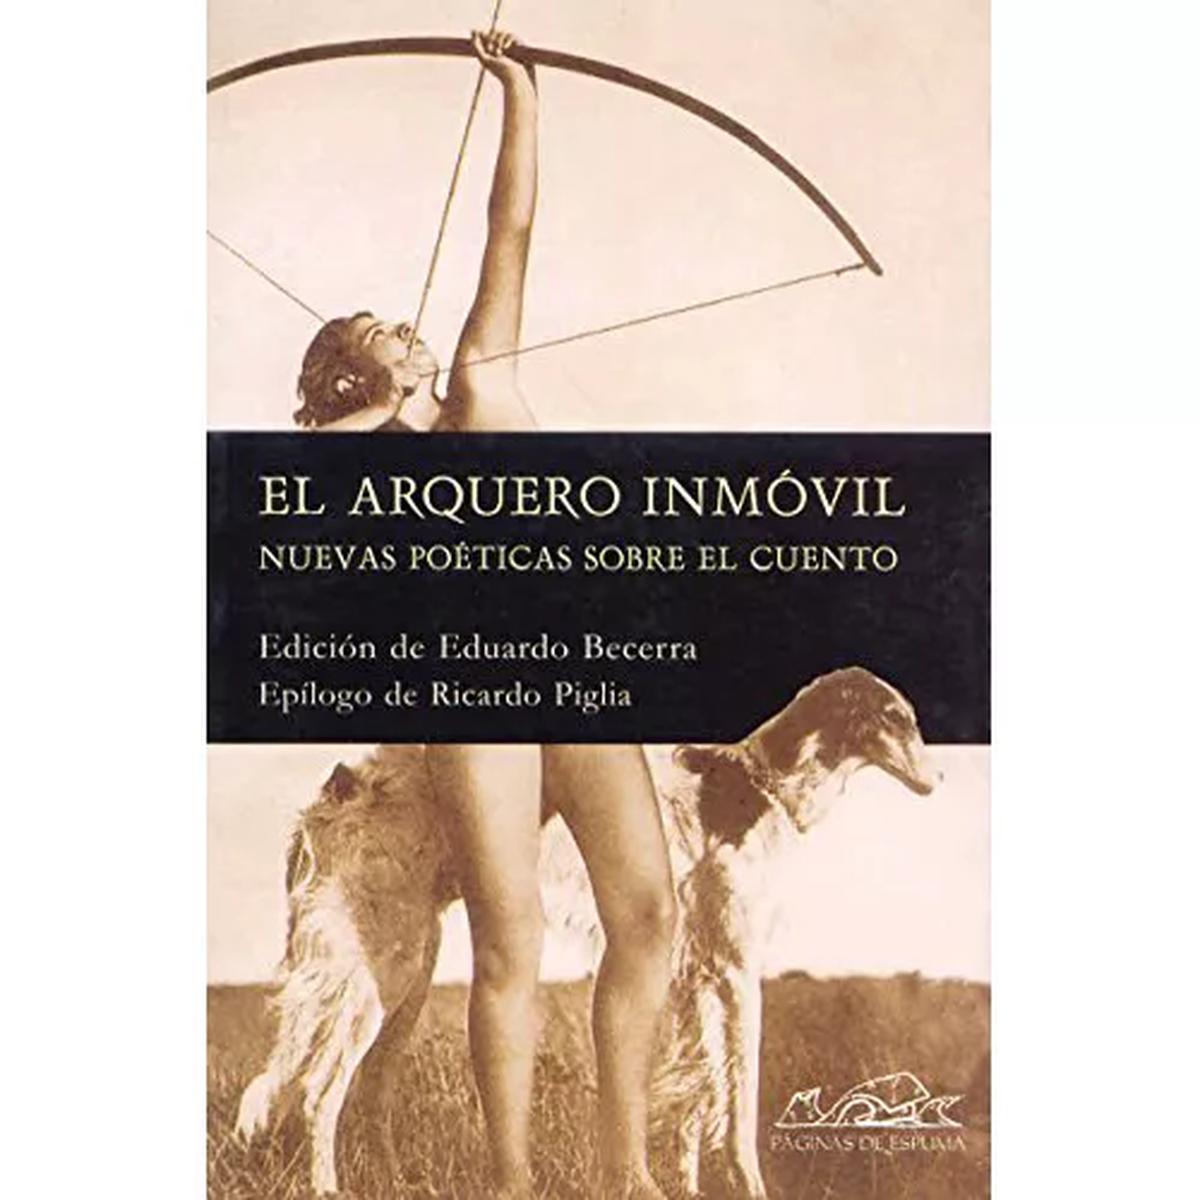 EL ARQUERO INMÓVIL
NUEVAS POÉTICAS SOBRE EL CUENTO
Edición de Eduardo Becerra
Epílogo de Ricardo Piglia
PÁGINAS DE ESPUMA